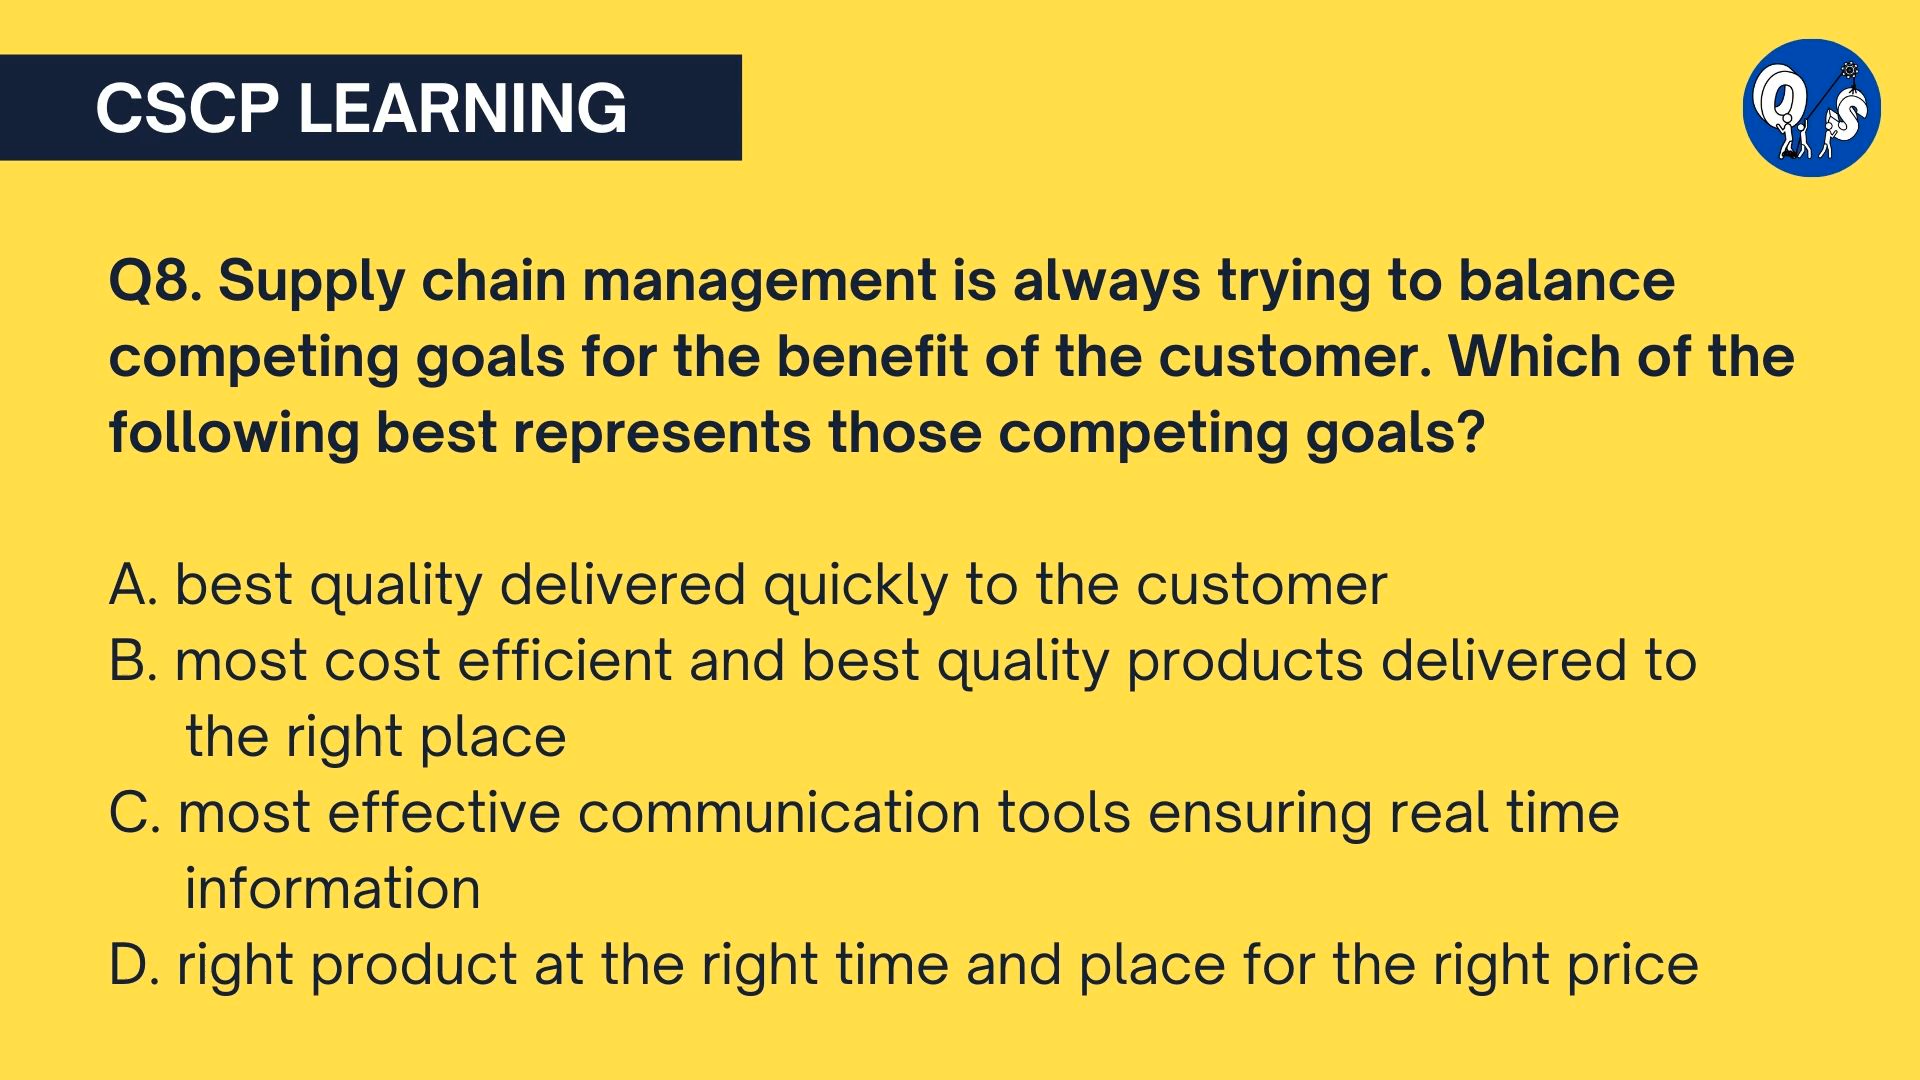 CSCP LEARNING
Q S
Q8. Supply chain management is always trying to balance
competing goals for the benefit of the customer. Which of the
following best represents those competing goals?
A. best quality delivered quickly to the customer
B. most cost efficient and best quality products delivered to
the right place
C. most effective communication tools ensuring real time
information
D. right product at the right time and place for the right price